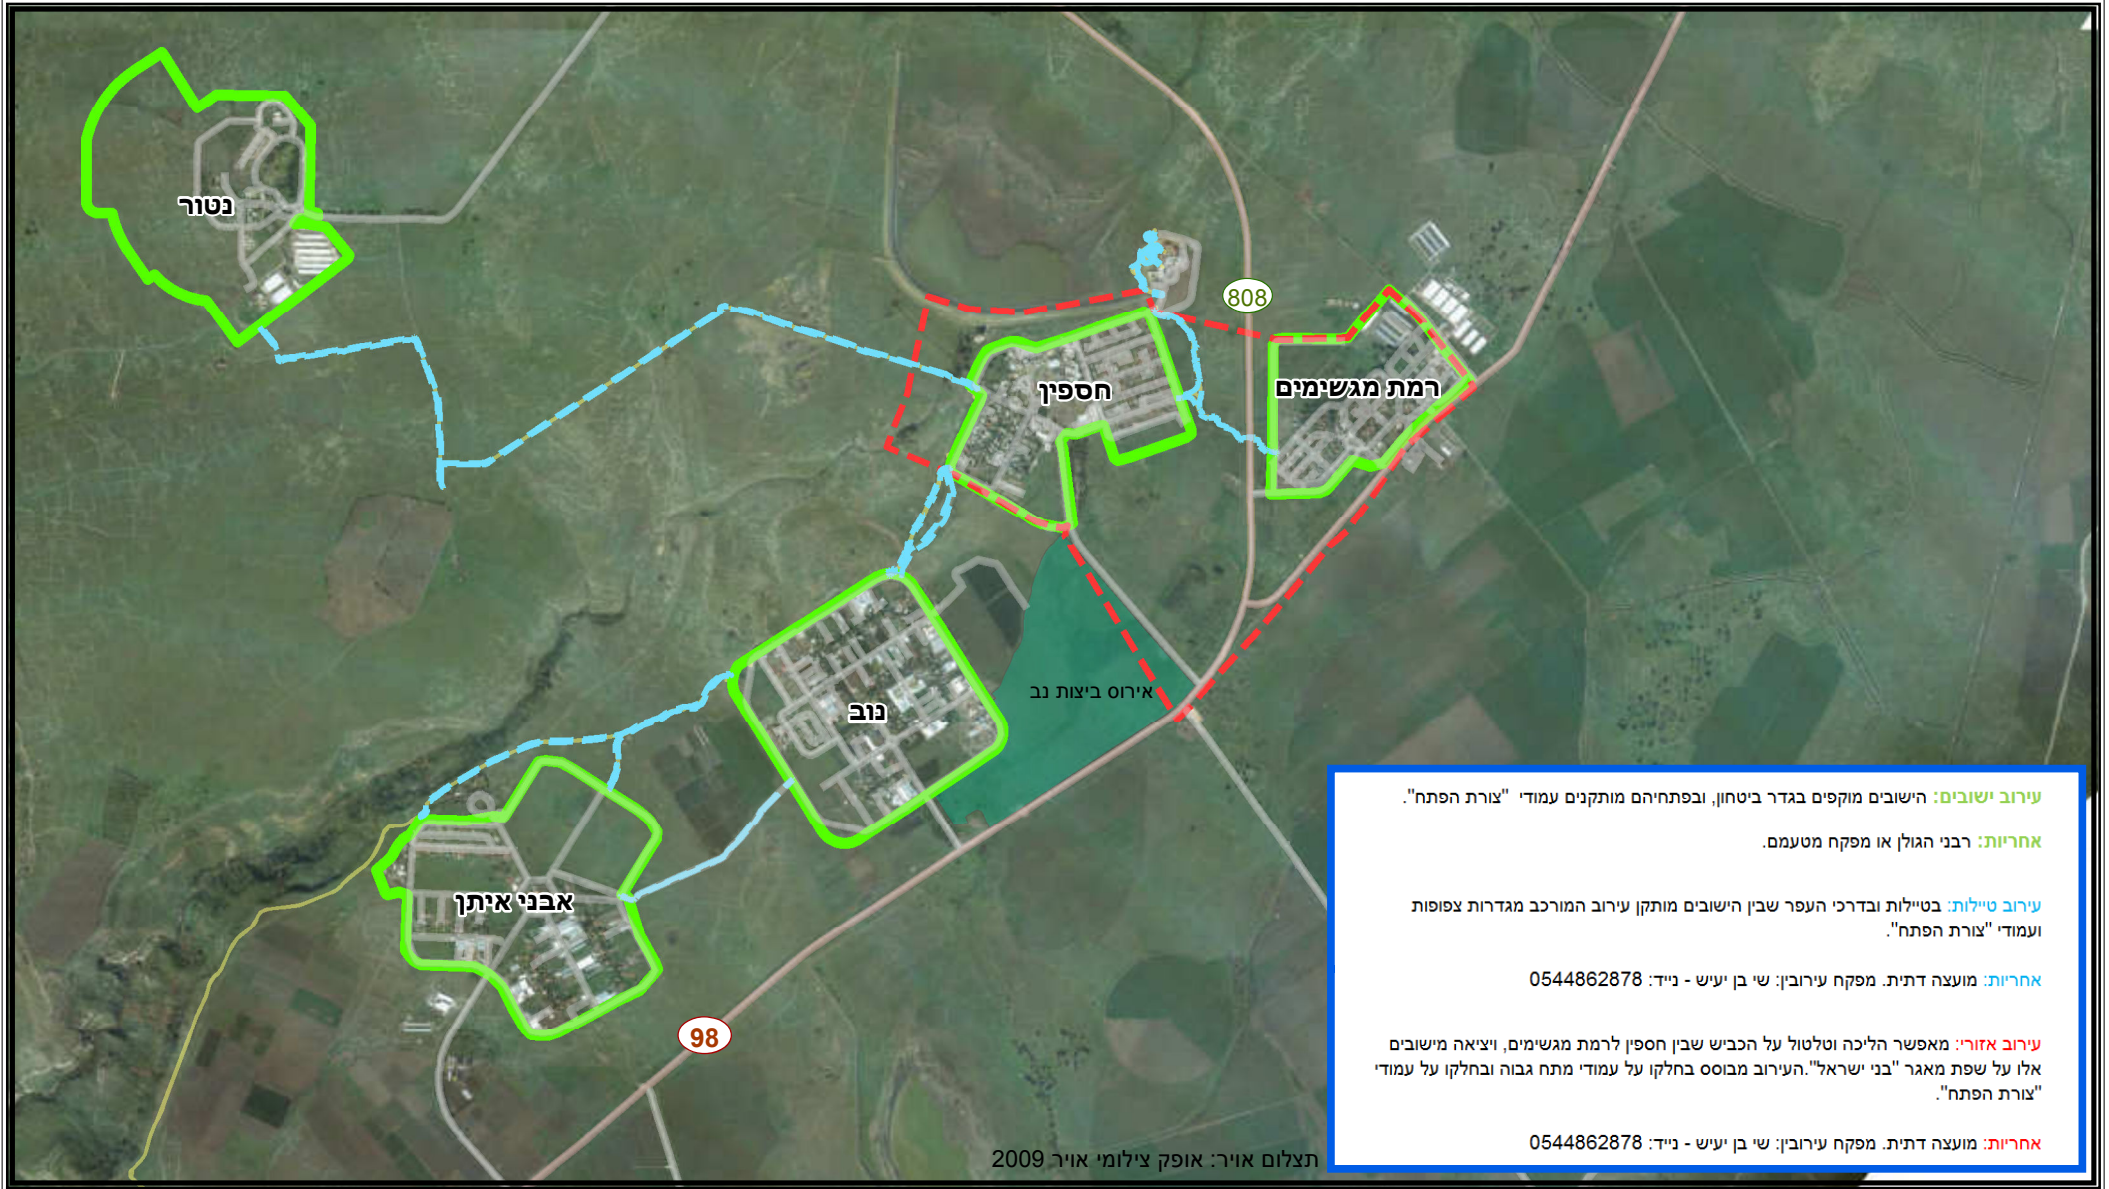 נטור
808
חספין
רמת מגשימים
אירוס ביצות נב
נוב
אבני איתן
98
עירוב ישובים: הישובים מוקפים בגדר ביטחון, ובפתחיהם מותקנים עמודי "צורת הפתח".
אחריות: רבני הגולן או מפקח מטעמם.
עירוב טיילות: בטיילות ובדרכי העפר שבין הישובים מותקן עירוב המורכב מגדרות צפופות
ועמודי "צורת הפתח".
אחריות: מועצה דתית. מפקח עירובין: שי בן יעיש - נייד: 0544862878
עירוב אזורי: מאפשר הליכה וטלטול על הכביש שבין חספין לרמת מגשימים, ויציאה מישובים
אלו על שפת מאגר "בני ישראל".העירוב מבוסס בחלקו על עמודי מתח גבוה ובחלקו על עמודי
"צורת הפתח".
אחריות: מועצה דתית. מפקח עירובין: שי בן יעיש - נייד: 0544862878
תצלום אויר: אופק צילומי אויר 2009